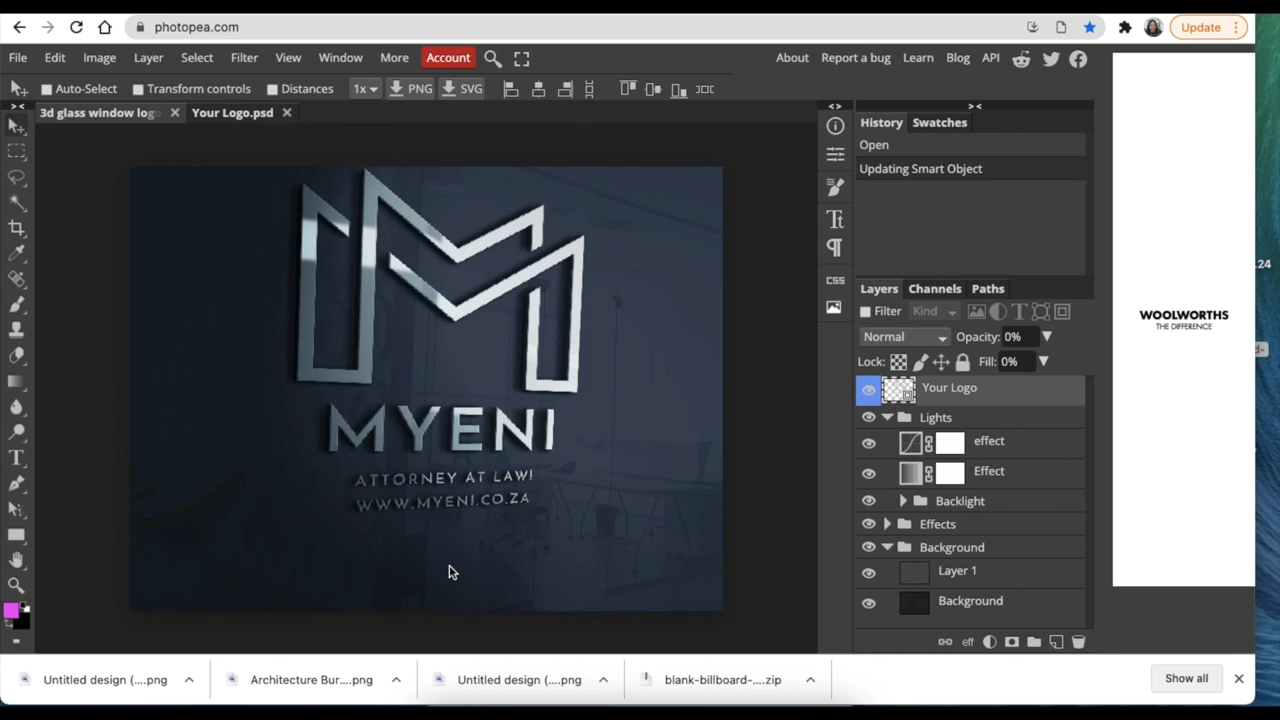 photopea.com
Update
File Edit Image Layer Select Filter View Window More Account
About Report a bug Learn Blog API
Auto-Select Transform controls Distances 1x PNG SVG
3d glass window log
Your Logo.psd
History Swatches
Open
Updating Smart Object
MYENI
ATTORNEY AT LAW!
WWW.MYENI.CO.ZA
CSS
Layers Channels Paths
Filter Kind
Normal Opacity: 0%
Lock: Fill: 0%
Your Logo
Lights
effect
Effect
Backlight
Effects
Background
Layer 1
Background
eff
WOOLWORTHS
THE DIFFERENCE
.24
d-
Untitled design (....png
Architecture Bur....png
Untitled design (....png
blank-billboard-....zip
Show all